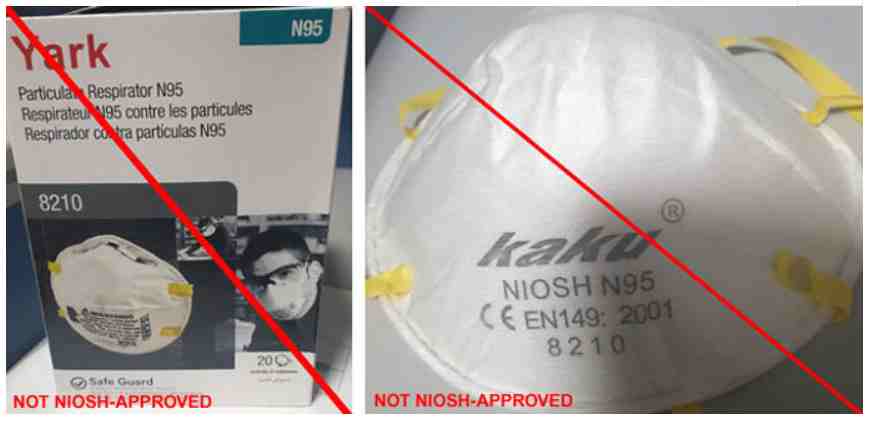 N95
Yark
Particulate Respirator N95
Respirateur N95 contre les particules
Respirador contra partículas N95
8210
20
Safe Guard
NOT NIOSH-APPROVED
®
kaku
NIOSH N95
CE EN149: 2001
8210
NOT NIOSH-APPROVED